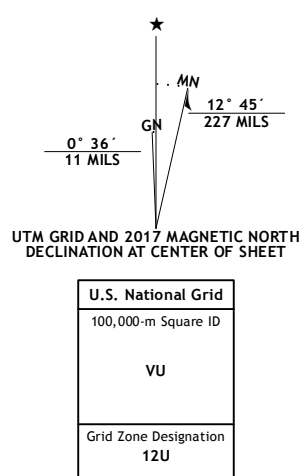 MN
GN
12° 45´
227 MILS
0° 36´
11 MILS
UTM GRID AND 2017 MAGNETIC NORTH
DECLINATION AT CENTER OF SHEET
U.S. National Grid
100,000-m Square ID
VU
Grid Zone Designation
12U